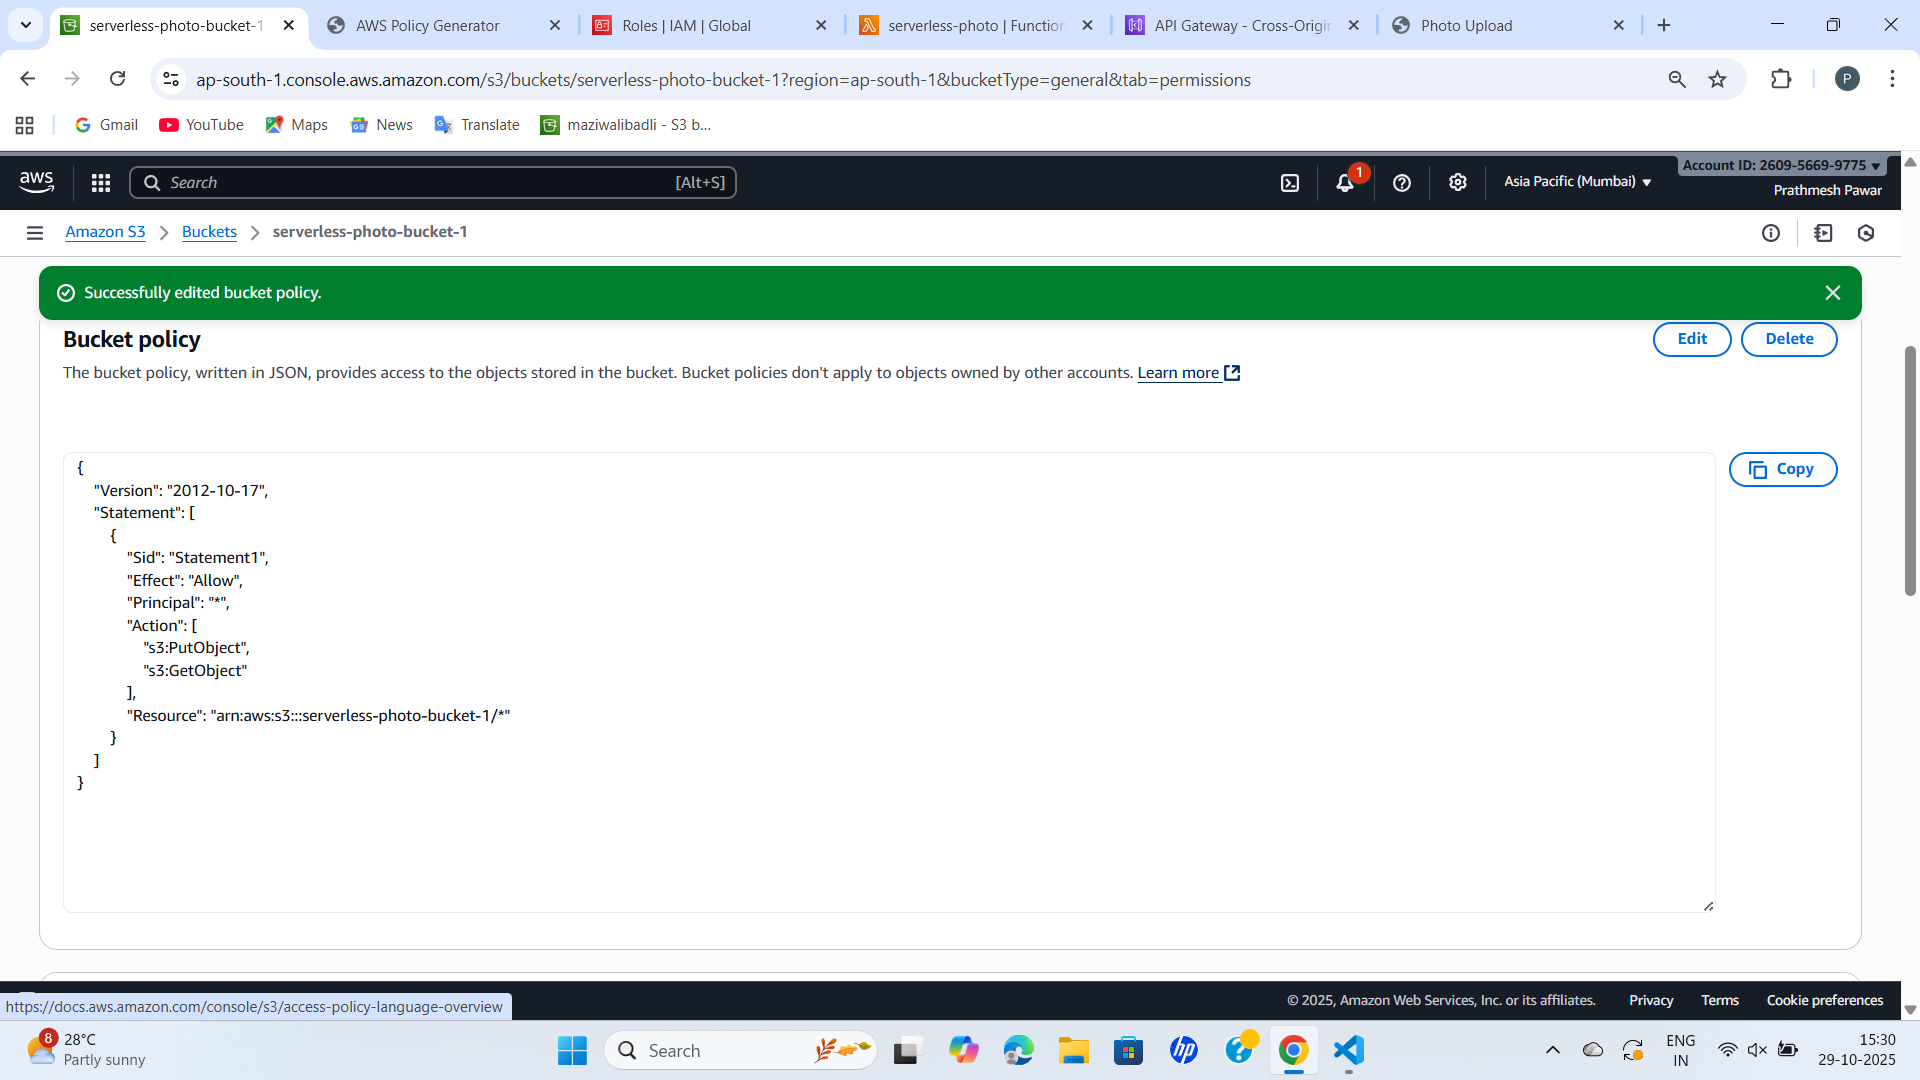 serverless-photo-bucket-1
AWS Policy Generator
Roles | IAM | Global
serverless-photo | Function
API Gateway - Cross-Origin
Photo Upload
ap-south-1.console.aws.amazon.com/s3/buckets/serverless-photo-bucket-1?region=ap-south-1&bucketType=general&tab=permissions
P
Gmail
YouTube
Maps
News
Translate
maziwalibadli - S3 b...
aws
Search
[Alt+S]
1
Asia Pacific (Mumbai)
Account ID: 2609-5669-9775
Prathmesh Pawar
Amazon S3
Buckets
serverless-photo-bucket-1
Successfully edited bucket policy.
Bucket policy
Edit
Delete
The bucket policy, written in JSON, provides access to the objects stored in the bucket. Bucket policies don't apply to objects owned by other accounts. Learn more
Copy
{
"Version": "2012-10-17",
"Statement": [
{
"Sid": "Statement1",
"Effect": "Allow",
"Principal": "*",
"Action": [
"s3:PutObject",
"s3:GetObject"
],
"Resource": "arn:aws:s3:::serverless-photo-bucket-1/*"
}
]
}
https://docs.aws.amazon.com/console/s3/access-policy-language-overview
© 2025, Amazon Web Services, Inc. or its affiliates.
Privacy
Terms
Cookie preferences
8
28°C
Partly sunny
Search
hp
ENG
IN
15:30
29-10-2025